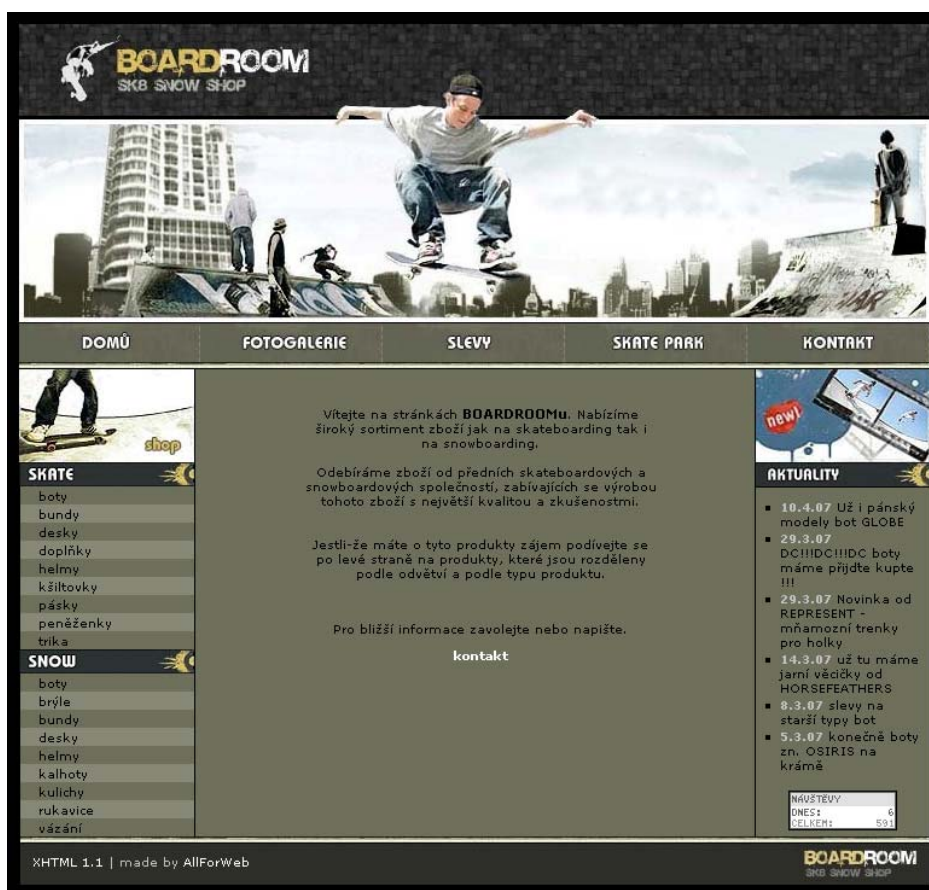 BOARDROOM
SK8 SNOW SHOP
DOMŮ
FOTOGALERIE
SLEVY
SKATE PARK
KONTAKT
shop
SKATE
boty
bundy
desky
doplňky
helmy
kšiltovky
pásky
peněženky
trika
SNOW
boty
brýle
bundy
desky
helmy
kalhoty
kulichy
rukavice
vázání
Vítejte na stránkách BOARDROOMu. Nabízíme
široký sortiment zboží jak na skateboarding tak i
na snowboarding.
Odebíráme zboží od předních skateboardových a
snowboardových společností, zabívajících se výrobou
tohoto zboží s největší kvalitou a zkušenostmi.
Jestli-že máte o tyto produkty zájem podívejte se
po levé straně na produkty, které jsou rozděleny
podle odvětví a podle typu produktu.
Pro bližší informace zavolejte nebo napište.
kontakt
new!
AKTUALITY
10.4.07 Už i pánský
modely bot GLOBE
29.3.07
DC!!!DC!!!DC boty
máme přijdte kupte
!!!
29.3.07 Novinka od
REPRESENT -
mňamozní trenky
pro holky
14.3.07 už tu máme
jarní věcičky od
HORSEFEATHERS
8.3.07 slevy na
starší typy bot
5.3.07 konečně boty
zn. OSIRIS na
krámě
NÁVŠTĚVY
DNES: 6
CELKEM: 591
XHTML 1.1 | made by AllForWeb
BOARDROOM
SK8 SNOW SHOP